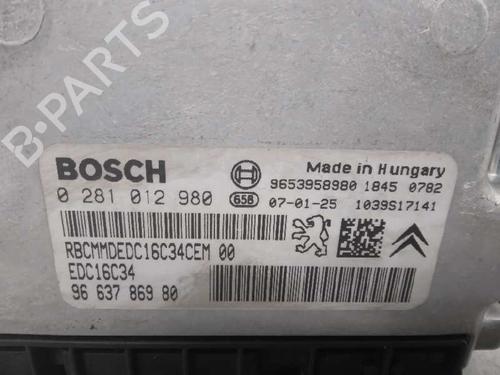 B-PARTS
BOSCH
Made in Hungary
0 281 012 980
9653958980 1845 0782
658
07-01-25 1039S17141
RBCMMDEDC16C34CEM 00
EDC16C34
96 637 869 80